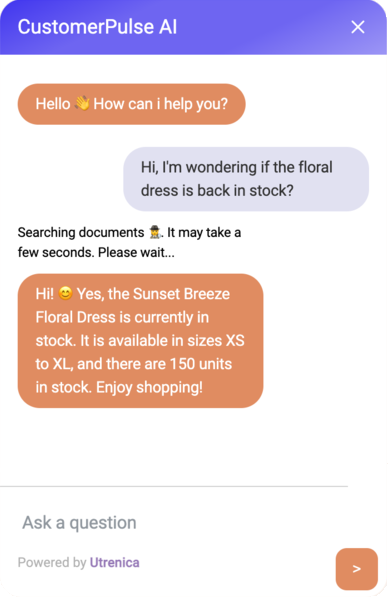 CustomerPulse AI
Hello 👋 How can i help you?
Hi, I'm wondering if the floral
dress is back in stock?
Searching documents 🕵️. It may take a
few seconds. Please wait...
Hi! 😊 Yes, the Sunset Breeze
Floral Dress is currently in
stock. It is available in sizes XS
to XL, and there are 150 units
in stock. Enjoy shopping!
Ask a question
Powered by Utrenica
>